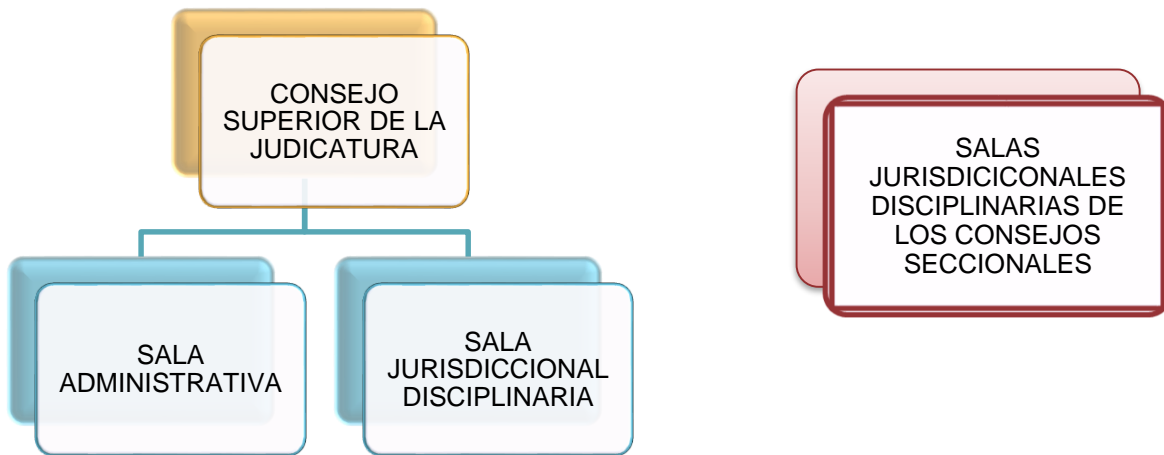 CONSEJO
SUPERIOR DE LA
JUDICATURA
SALA
ADMINISTRATIVA
SALA
JURISDICCIONAL
DISCIPLINARIA
SALAS
JURISDICICONALES
DISCIPLINARIAS DE
LOS CONSEJOS
SECCIONALES